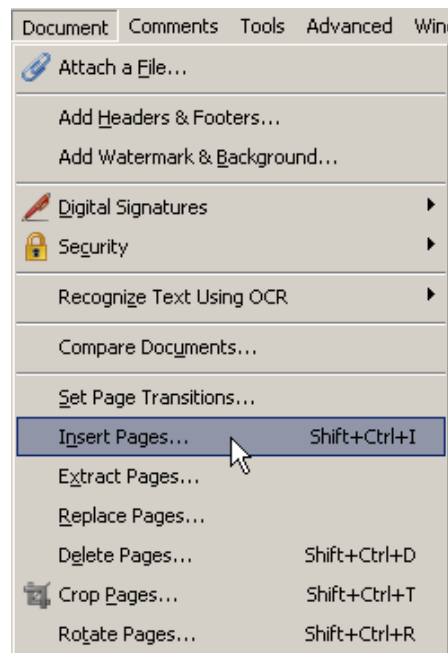 Document Comments Tools Advanced
Attach a File...
Add Headers & Footers...
Add Watermark & Background...
Digital Signatures
Security
Recognize Text Using OCR
Compare Documents...
Set Page Transitions...
Insert Pages... Shift+Ctrl+I
Extract Pages...
Replace Pages...
Delete Pages... Shift+Ctrl+D
Crop Pages... Shift+Ctrl+T
Rotate Pages... Shift+Ctrl+R